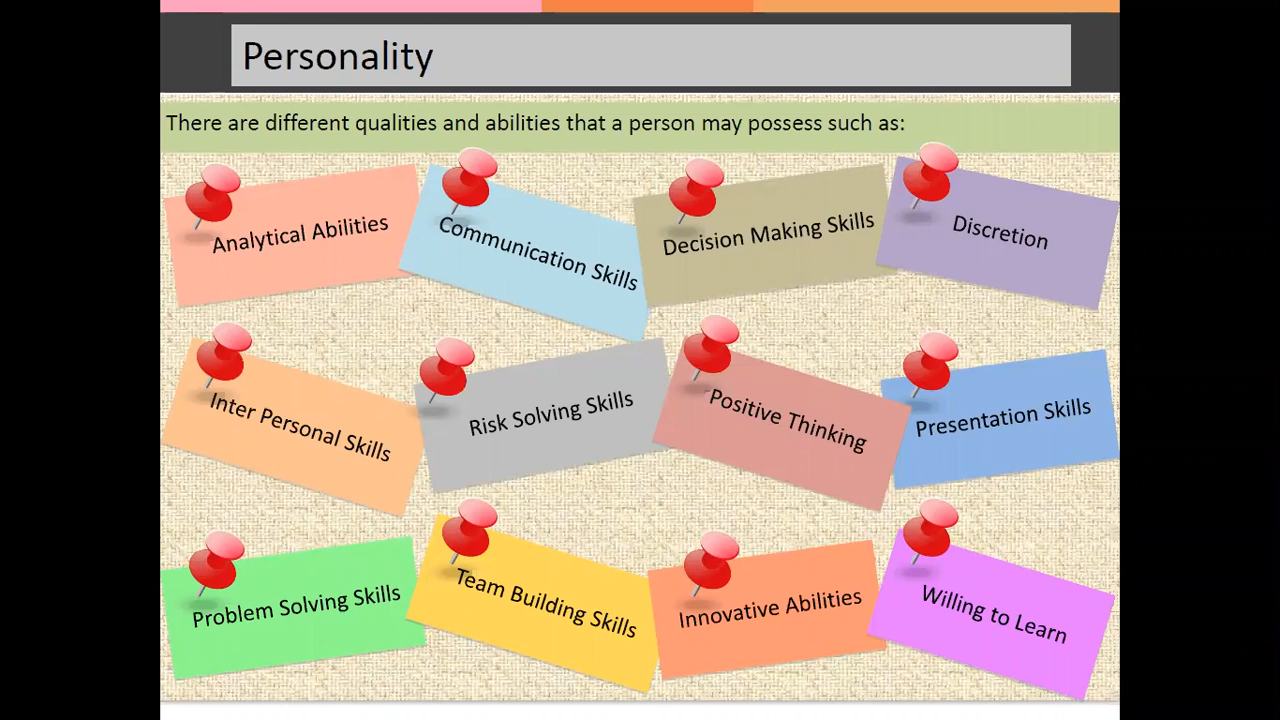 Personality
There are different qualities and abilities that a person may possess such as:
Analytical Abilities
Communication Skills
Decision Making Skills
Discretion
Inter Personal Skills
Risk Solving Skills
Positive Thinking
Presentation Skills
Problem Solving Skills
Team Building Skills
Innovative Abilities
Willing to Learn